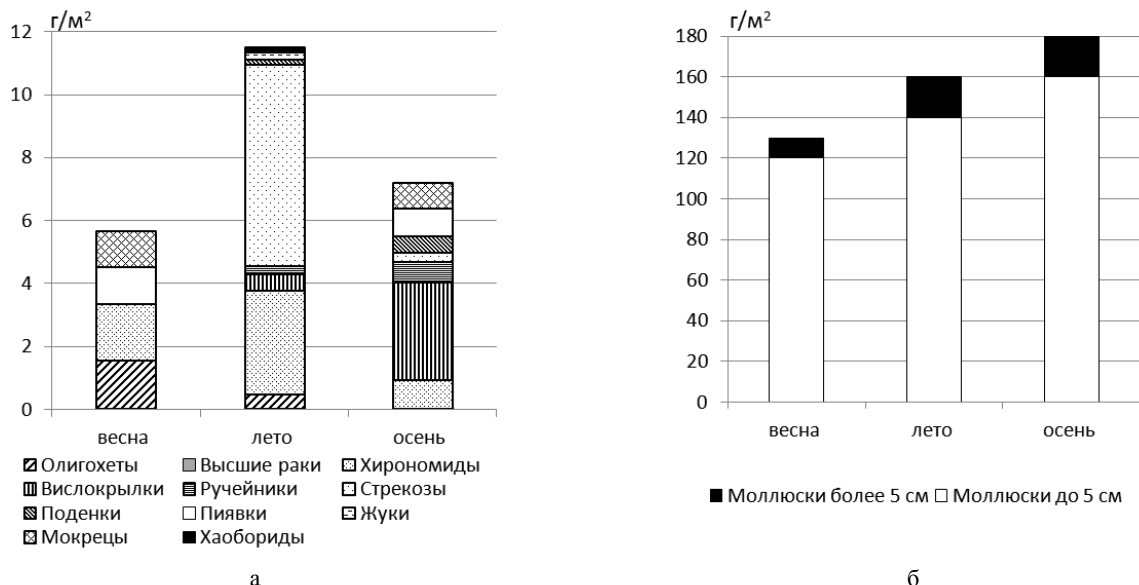 г/м²
12
10
8
6
4
2
0
весна лето осень
Олигохеты Высшие раки Хирономиды
Вислокрылки Ручейники Стрекозы
Поденки Пиявки Жуки
Мокрецы Хаобориды
а
г/м²
180
160
140
120
100
80
60
40
20
0
весна лето осень
Моллюски более 5 см Моллюски до 5 см
б